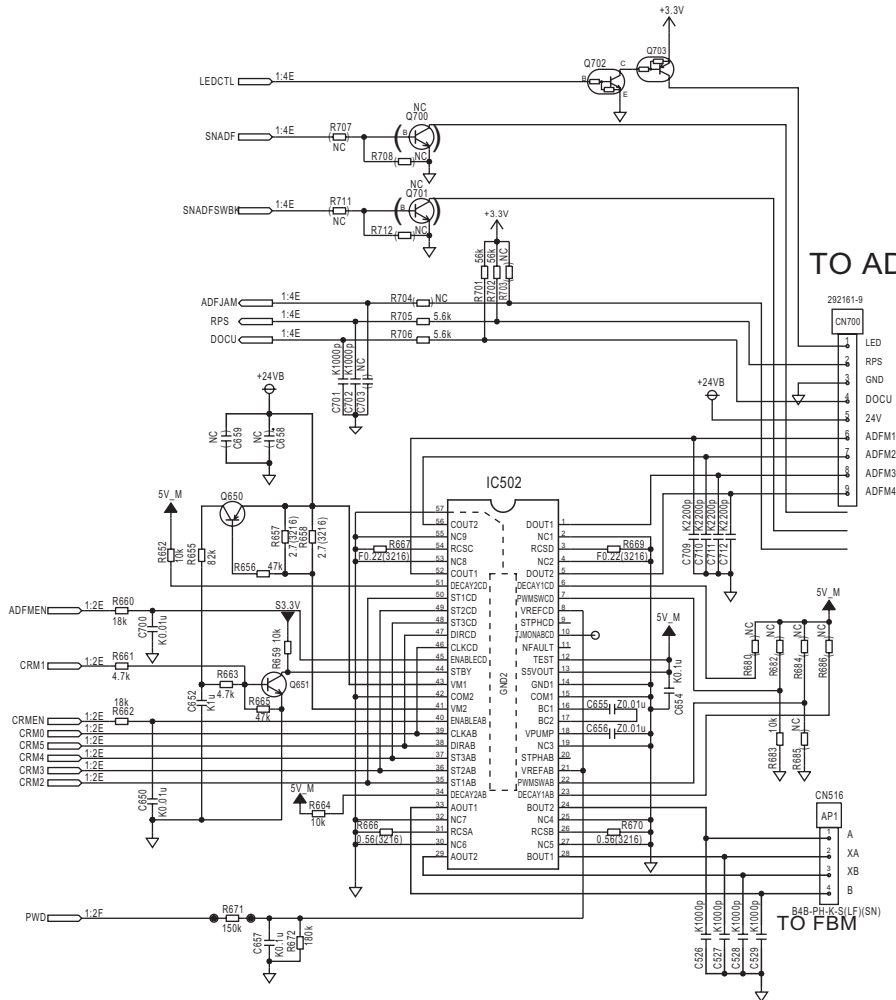 +3.3V
Q702
Q703
C
B
E
LEDCTL 1:4E
NC
Q700
SNADF 1:4E R707 B
NC
R708 NC
NC
Q701
SNADFSWBK 1:4E R711 B
NC
R712 NC
+3.3V
56k 56k NC
R701 R702 R703
TO AD
292161-9
CN700
ADFJAM 1:4E R704 NC
RPS 1:4E R705 5.6k
DOCU 1:4E R706 5.6k
K1000p K1000p NC
C701 C702 C703
1 LED
2 RPS
3 GND
4 DOCU
5 24V
6 ADFM1
7 ADFM2
8 ADFM3
9 ADFM4
+24VB
+24VB
NC C659 NC C658
IC502
5V_M
Q650
R652 10k
R655 82k
R656 47k
R657 2.7(3216)
R658 2.7(3216)
R667
F0.22(3216)
R669
F0.22(3216)
K2200p K2200p K2200p K2200p
C709 C710 C711 C712
57
56 COUT2 DOUT1 1
55 NC9 NC1 2
54 RCSC RCSD 3
53 NC8 NC2 4
52 COUT1 DOUT2 5
51 DECAY2CD DECAY1CD 6
50 ST1CD PWMSWCD 7
49 ST2CD VREFCD 8
48 ST3CD STPHCD 9
47 DIRCD TJMONABCD 10
46 CLKCD NFAULT 11
45 ENABLECD TEST 12
44 STBY S5VOUT 13
43 VM1 GND1 14
42 COM2 COM1 15
41 VM2 BC1 16
40 ENABLEAB BC2 17
39 CLKAB VPUMP 18
38 DIRAB NC3 19
37 ST3AB STPHAB 20
36 ST2AB VREFAB 21
35 ST1AB PWMSWAB 22
34 DECAY2AB DECAY1AB 23
33 AOUT1 BOUT2 24
32 NC7 NC4 25
31 RCSA RCSB 26
30 NC6 NC5 27
29 AOUT2 BOUT1 28
GND2
ADFMEN 1:2E R660
18k
C700 K0.01u
S3.3V
R659 10k
CRM1 1:2E R661
4.7k
R663
4.7k
Q651
R665
47k
C652 K1u
18k
CRMEN 1:2E R662
CRM0 1:2E
CRM5 1:2E
CRM4 1:2E
CRM3 1:2E
CRM2 1:2E
C650 K0.01u
5V_M
R664
10k
R666
0.56(3216)
R670
0.56(3216)
5V_M
K0.1u
C654
C655 Z0.01u
C656 Z0.01u
5V_M
NC NC NC NC
R680 R682 R684 R686
10k NC
R683 R685
CN516
AP1
1 A
2 XA
3 XB
4 B
B4B-PH-K-S(LF)(SN)
TO FBM
K1000p K1000p K1000p K1000p
C526 C527 C528 C529
PWD 1:2F R671
150k
C657 K0.1u
R672 180k